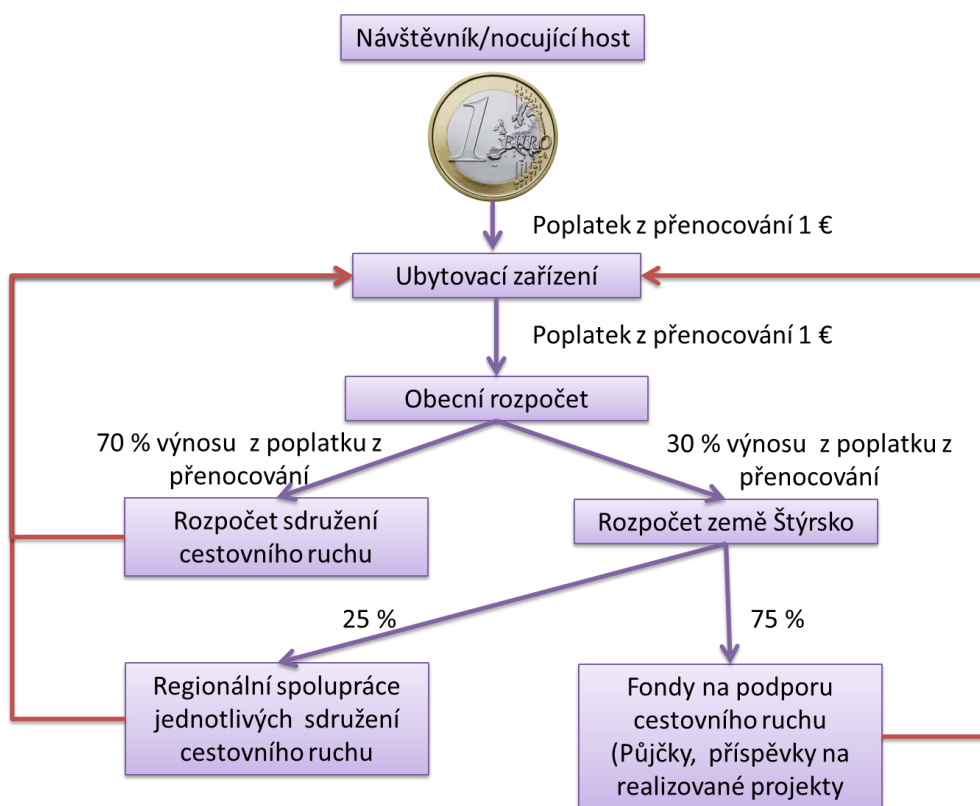 Návštěvník/nocující host
1 EURO
Poplatek z přenocování 1 €
Ubytovací zařízení
Poplatek z přenocování 1 €
Obecní rozpočet
70 % výnosu z poplatku z
přenocování
30 % výnosu z poplatku z
přenocování
Rozpočet sdružení
cestovního ruchu
Rozpočet země Štýrsko
25 %
75 %
Regionální spolupráce
jednotlivých sdružení
cestovního ruchu
Fondy na podporu
cestovního ruchu
(Půjčky, příspěvky na
realizované projekty